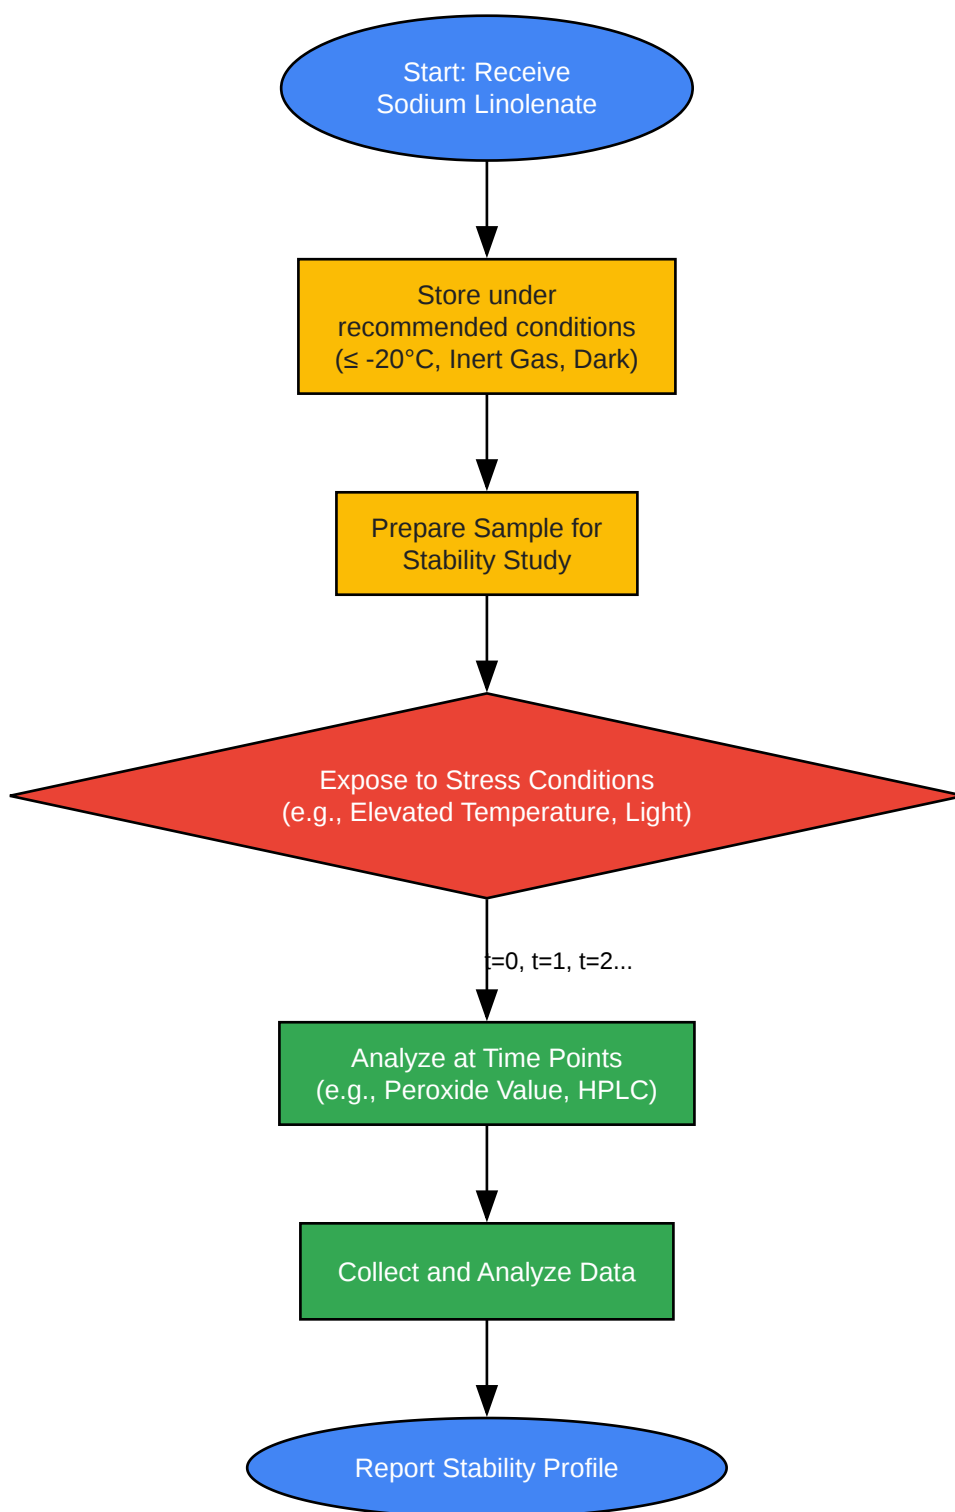 Start: Receive
Sodium Linolenate
Store under
recommended conditions
(≤ -20°C, Inert Gas, Dark)
Prepare Sample for
Stability Study
Expose to Stress Conditions
(e.g., Elevated Temperature, Light)
t=0, t=1, t=2...
Analyze at Time Points
(e.g., Peroxide Value, HPLC)
Collect and Analyze Data
Report Stability Profile